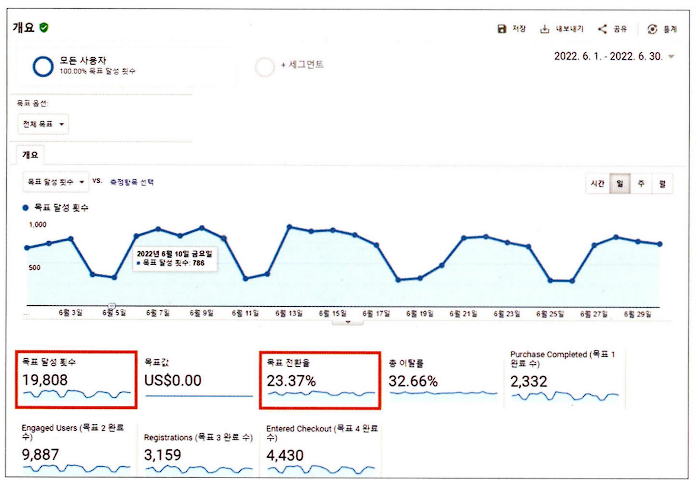 개요
저장 내보내기 공유 통계
모든 사용자
100.00% 목표 달성 횟수
+ 세그먼트
2022. 6. 1. - 2022. 6. 30.
목표 옵션:
전체 목표
개요
목표 달성 횟수 VS. 측정항목 선택
시간 일 주 월
목표 달성 횟수
1,000
500
2022년 6월 10일 금요일
목표 달성 횟수: 786
... 6월 3일 6월 5일 6월 7일 6월 9일 6월 11일 6월 13일 6월 15일 6월 17일 6월 19일 6월 21일 6월 23일 6월 25일 6월 27일 6월 29일
목표 달성 횟수
19,808
목표값
US$0.00
목표 전환율
23.37%
총 이탈률
32.66%
Purchase Completed (목표 1 완료 수)
2,332
Engaged Users (목표 2 완료 수)
9,887
Registrations (목표 3 완료 수)
3,159
Entered Checkout (목표 4 완료 수)
4,430